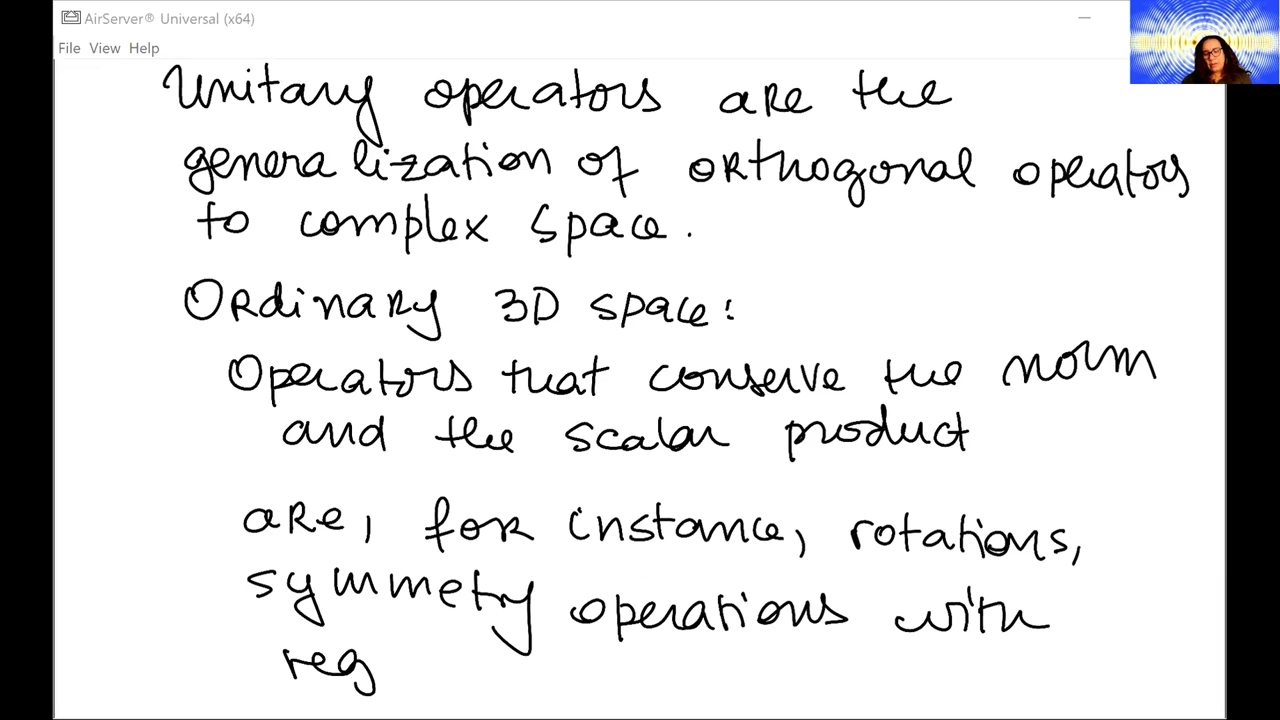 AirServer® Universal (x64)
File View Help
Unitary operators are the
generalization of orthogonal operators
to complex space.
Ordinary 3D space:
Operators that conserve the norm
and the scalar product
are, for instance, rotations,
symmetry operations with
reg